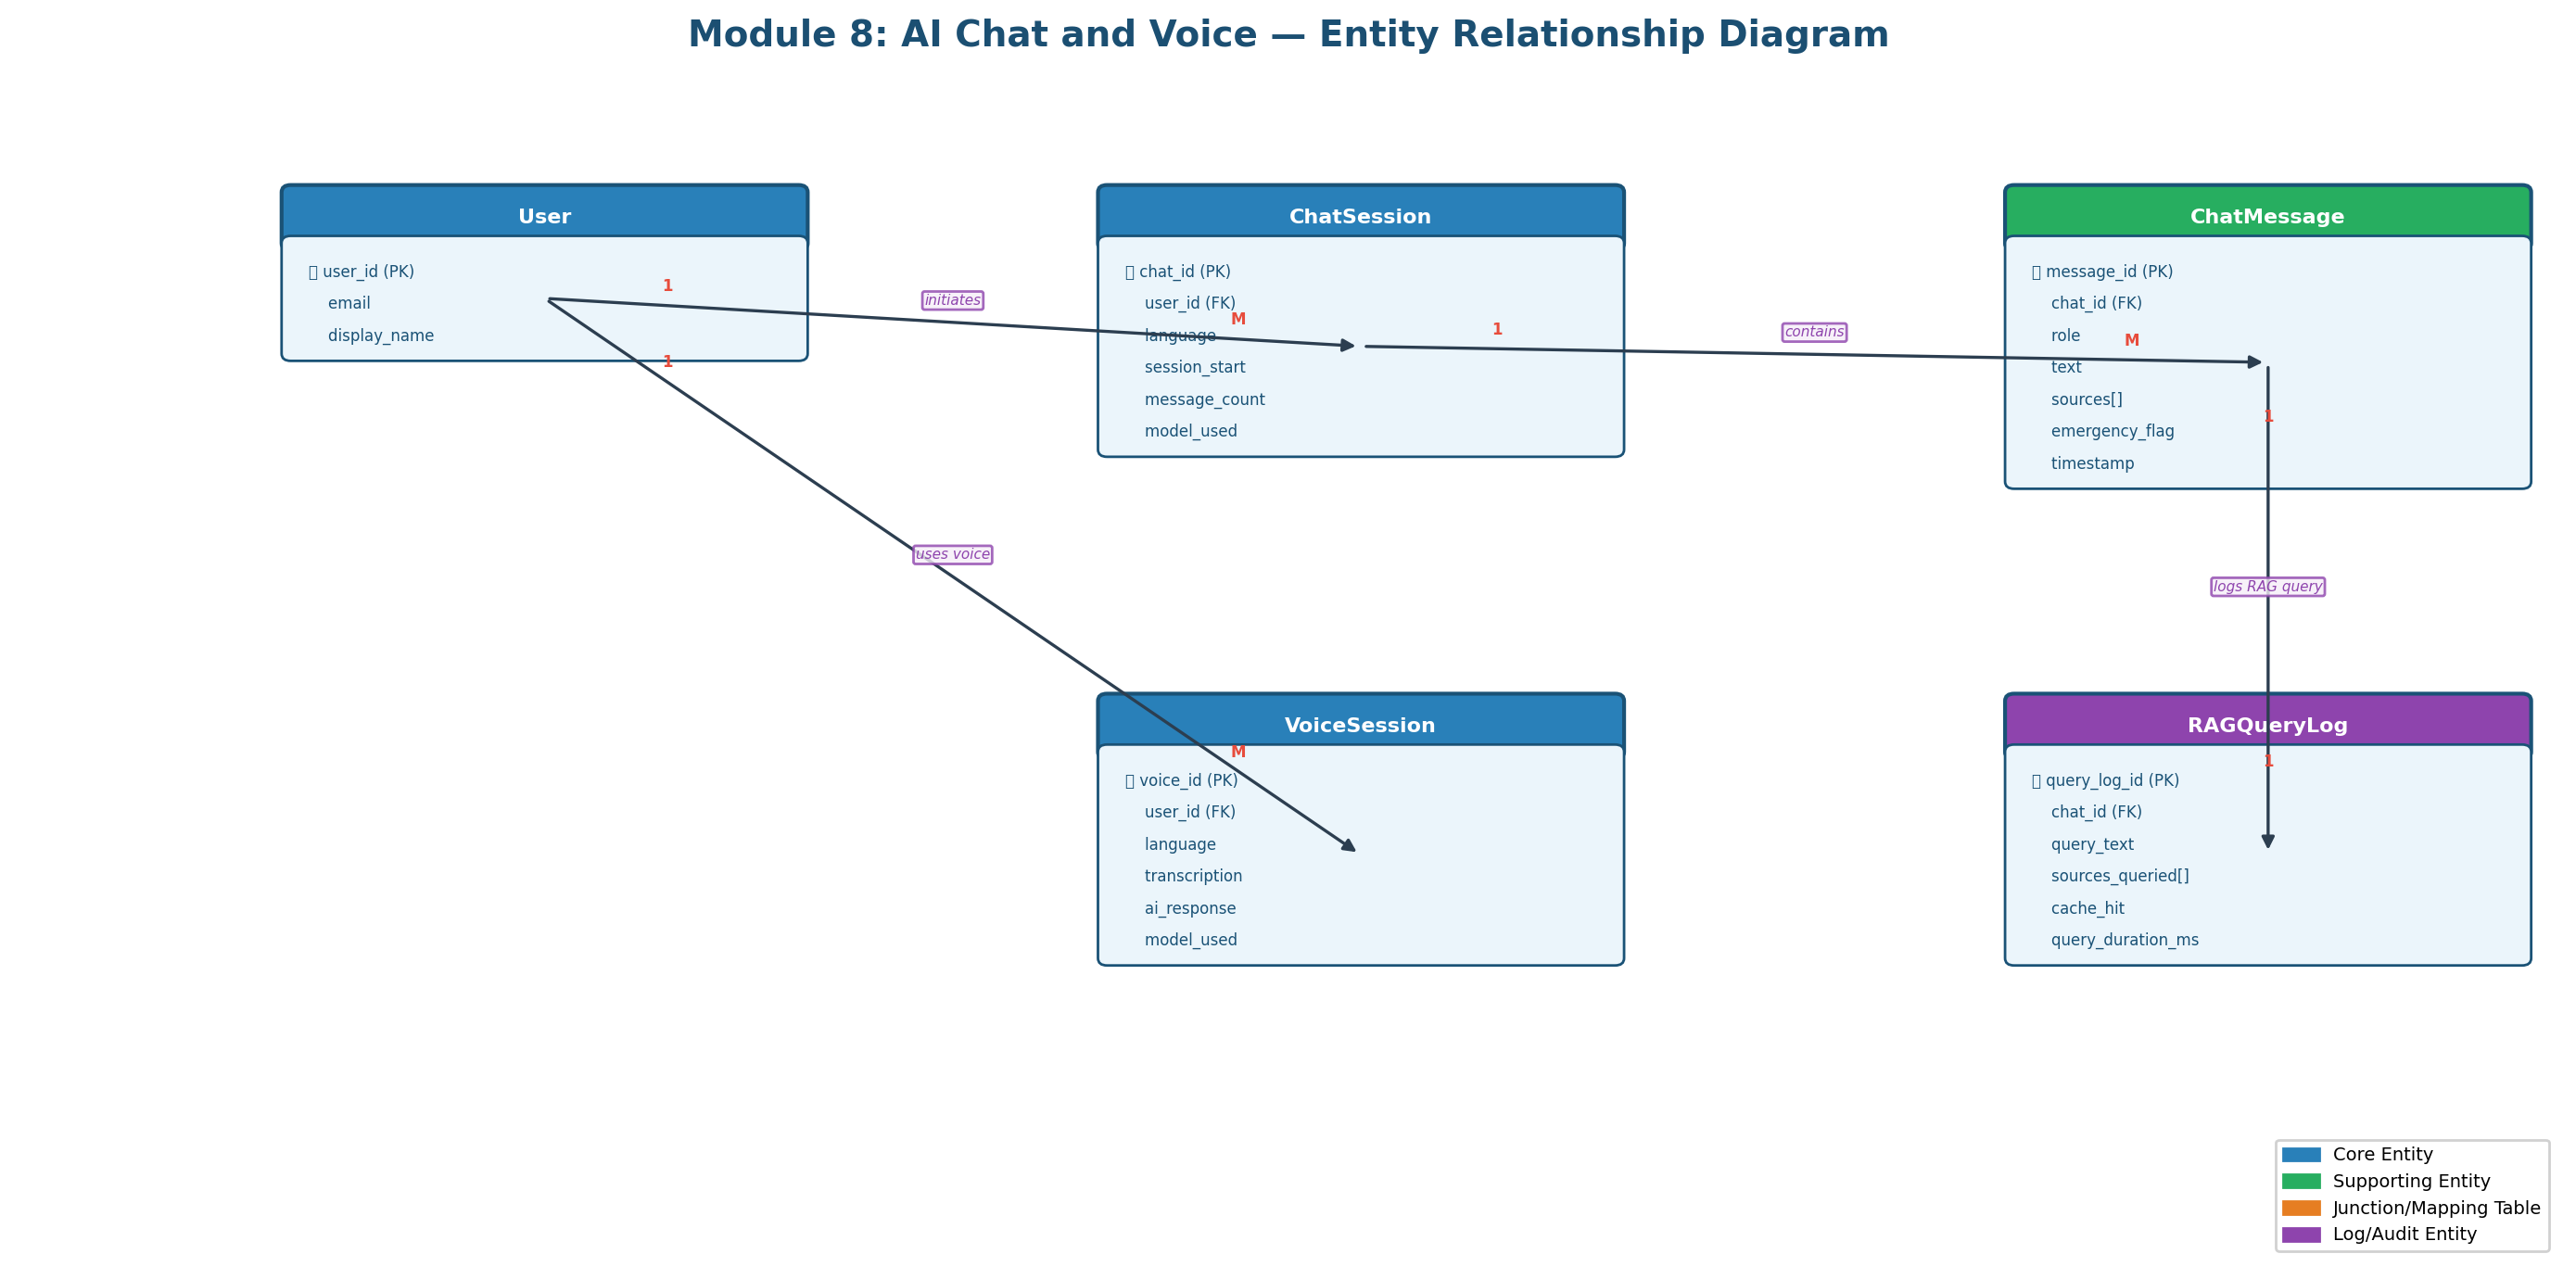 Module 8: AI Chat and Voice — Entity Relationship Diagram
User
user_id (PK)
email
display_name
1
1
initiates
uses voice
ChatSession
chat_id (PK)
user_id (FK)
M
language
session_start
message_count
model_used
1
contains
ChatMessage
message_id (PK)
chat_id (FK)
role
M
text
sources[]
1
emergency_flag
timestamp
logs RAG query
VoiceSession
M
voice_id (PK)
user_id (FK)
language
transcription
ai_response
model_used
RAGQueryLog
1
query_log_id (PK)
chat_id (FK)
query_text
sources_queried[]
cache_hit
query_duration_ms
Core Entity
Supporting Entity
Junction/Mapping Table
Log/Audit Entity